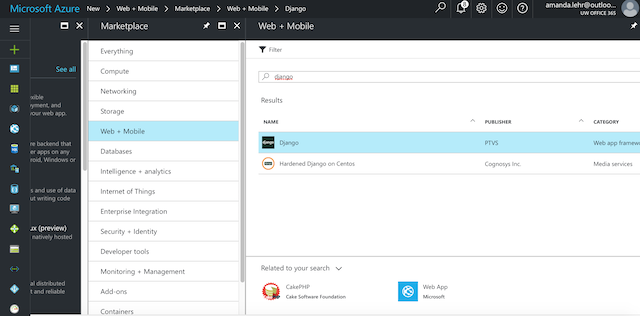 Microsoft Azure New > Web + Mobile > Marketplace > Web + Mobile > Django
amanda.lehr@outloo...
UW OFFICE 365
See all
exible
yment, and
your web app.
re backend that
er apps on any
droid, Windows or
s and use of data
ut writing code
ux (preview)
natively hosted
al distributed
t and reliable
Marketplace
Everything
Compute
Networking
Storage
Web + Mobile
Databases
Intelligence + analytics
Internet of Things
Enterprise Integration
Security + Identity
Developer tools
Monitoring + Management
Add-ons
Containers
Web + Mobile
Filter
django
Results
NAME PUBLISHER CATEGORY
Django PTVS Web app framewo
Hardened Django on Centos Cognosys Inc. Media services
Related to your search
CakePHP
Cake Software Foundation
Web App
Microsoft